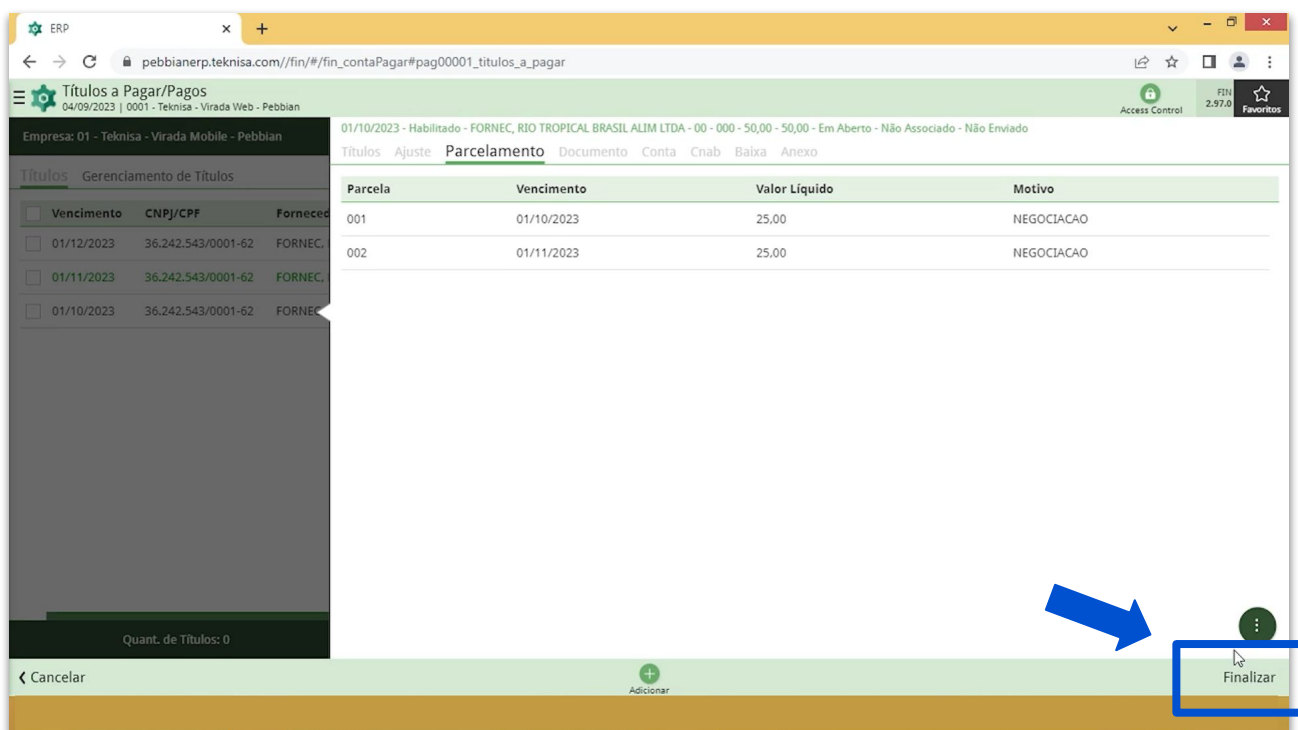 ERP
pebbianerp.teknisa.com//fin/#/fin_contaPagar#pag00001_titulos_a_pagar
Títulos a Pagar/Pagos
04/09/2023 | 0001 - Teknisa - Virada Web - Pebbian
Access Control
FIN
2.97.0
Favoritos
Empresa: 01 - Teknisa - Virada Mobile - Pebbian
Títulos Gerenciamento de Títulos
Vencimento CNPJ/CPF Forneced
01/12/2023 36.242.543/0001-62 FORNEC,
01/11/2023 36.242.543/0001-62 FORNEC,
01/10/2023 36.242.543/0001-62 FORNEC
Quant. de Títulos: 0
01/10/2023 - Habilitado - FORNEC, RIO TROPICAL BRASIL ALIM LTDA - 00 - 000 - 50,00 - 50,00 - Em Aberto - Não Associado - Não Enviado
Títulos Ajuste Parcelamento Documento Conta Cnab Baixa Anexo
Parcela Vencimento Valor Líquido Motivo
001 01/10/2023 25,00 NEGOCIACAO
002 01/11/2023 25,00 NEGOCIACAO
Cancelar
Adicionar
Finalizar